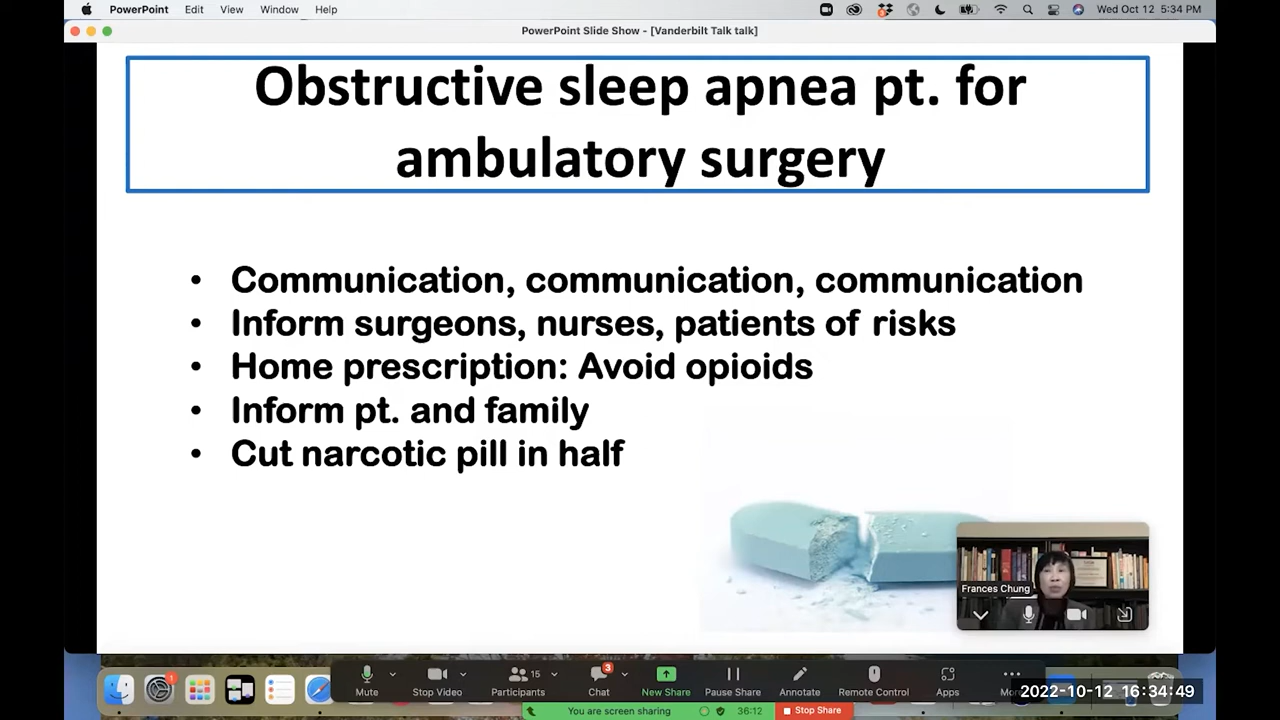 PowerPoint Edit View Window Help Wed Oct 12 5:34 PM
PowerPoint Slide Show - [Vanderbilt Talk talk]
Obstructive sleep apnea pt. for
ambulatory surgery
• Communication, communication, communication
• Inform surgeons, nurses, patients of risks
• Home prescription: Avoid opioids
• Inform pt. and family
• Cut narcotic pill in half
Frances Chung
1
3
15
Mute Stop Video Participants Chat New Share Pause Share Annotate Remote Control Apps
2022-10-12 16:34:49
You are screen sharing 36:12 Stop Share